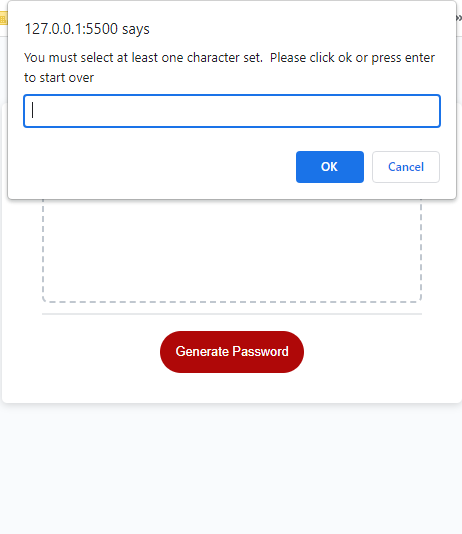 127.0.0.1:5500 says
You must select at least one character set.  Please click ok or press enter
to start over
OK
Cancel
Generate Password